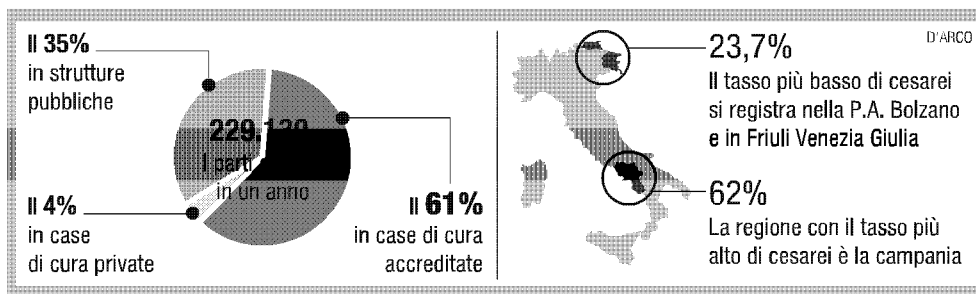 Il 35%
in strutture
pubbliche
229.120
I parti
in un anno
Il 4%
in case
di cura private
Il 61%
in case di cura
accreditate
D'ARCO
23,7%
Il tasso più basso di cesarei
si registra nella P.A. Bolzano
e in Friuli Venezia Giulia
62%
La regione con il tasso più
alto di cesarei è la campania